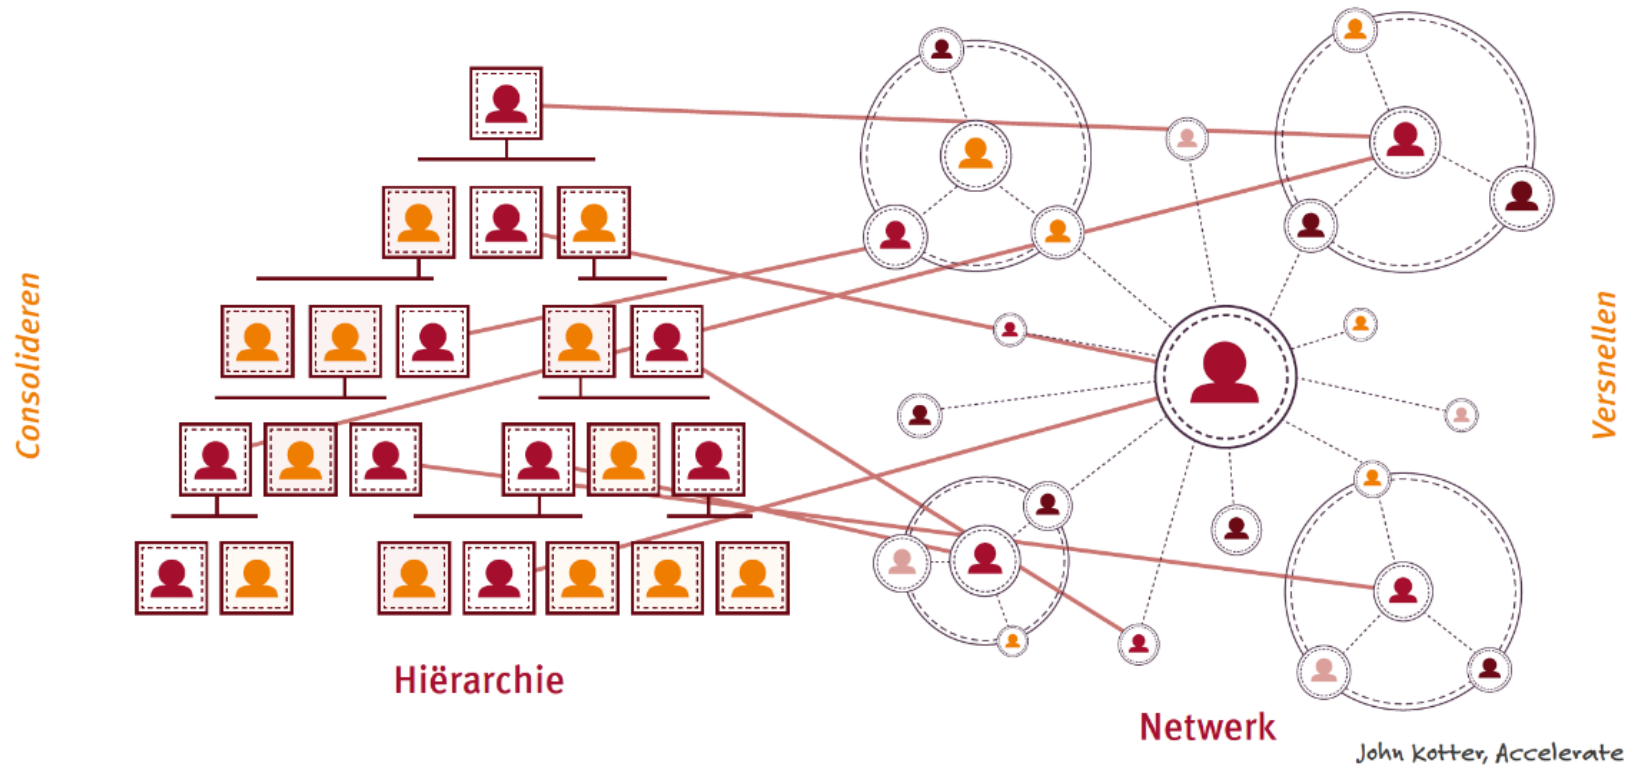 Consolideren
Versnellen
Hiërarchie
Netwerk
John Kotter, Accelerate